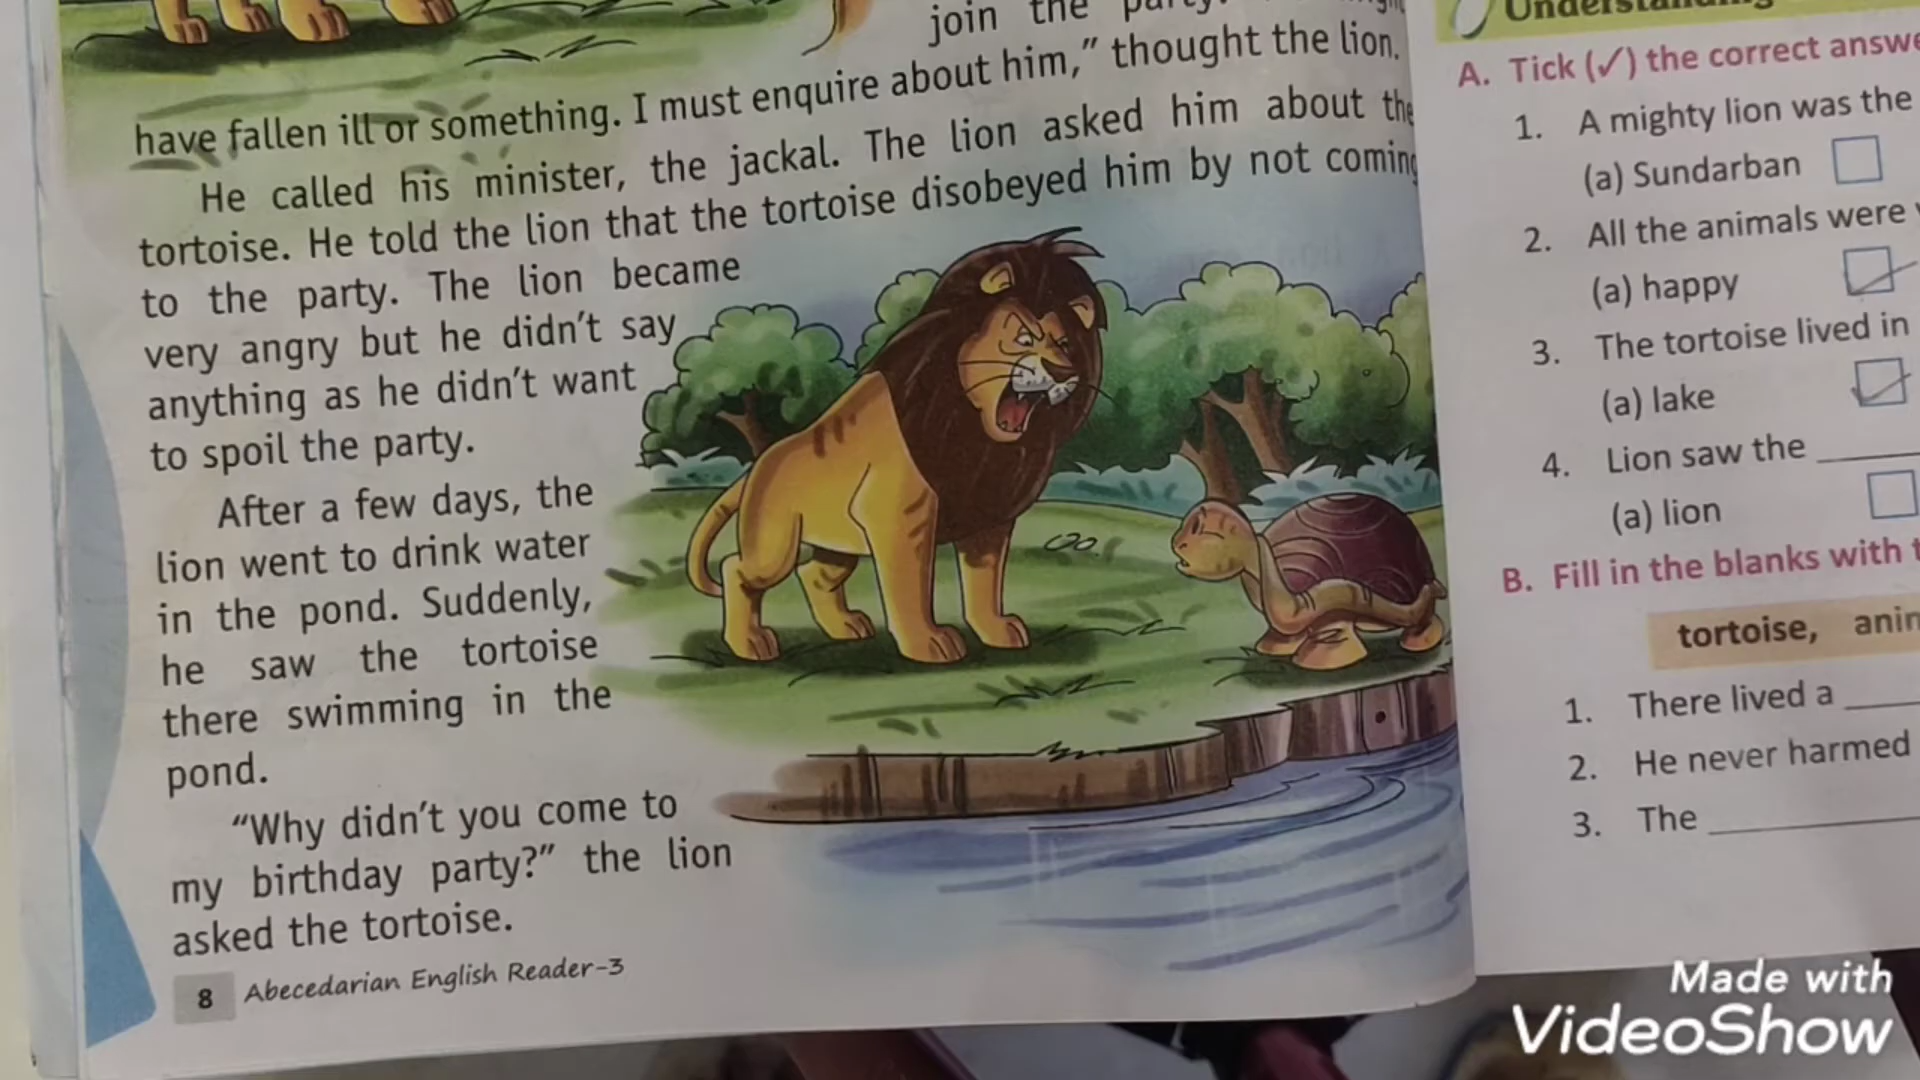 join the party.
have fallen ill or something. I must enquire about him,” thought the lion.
He called his minister, the jackal. The lion asked him about the
tortoise. He told the lion that the tortoise disobeyed him by not coming
to the party. The lion became
very angry but he didn’t say
anything as he didn’t want
to spoil the party.
After a few days, the
lion went to drink water
in the pond. Suddenly,
he saw the tortoise
there swimming in the
pond.
“Why didn’t you come to
my birthday party?” the lion
asked the tortoise.
8 Abecedarian English Reader-3
Understanding
A. Tick (✓) the correct
1. A mighty lion was the
(a) Sundarban
2. All the animals were
(a) happy
3. The tortoise lived in
(a) lake
4. Lion saw the ______
(a) lion
B. Fill in the blanks with
tortoise,
1. There lived a ______
2. He never harmed
3. The ______
Made with
VideoShow